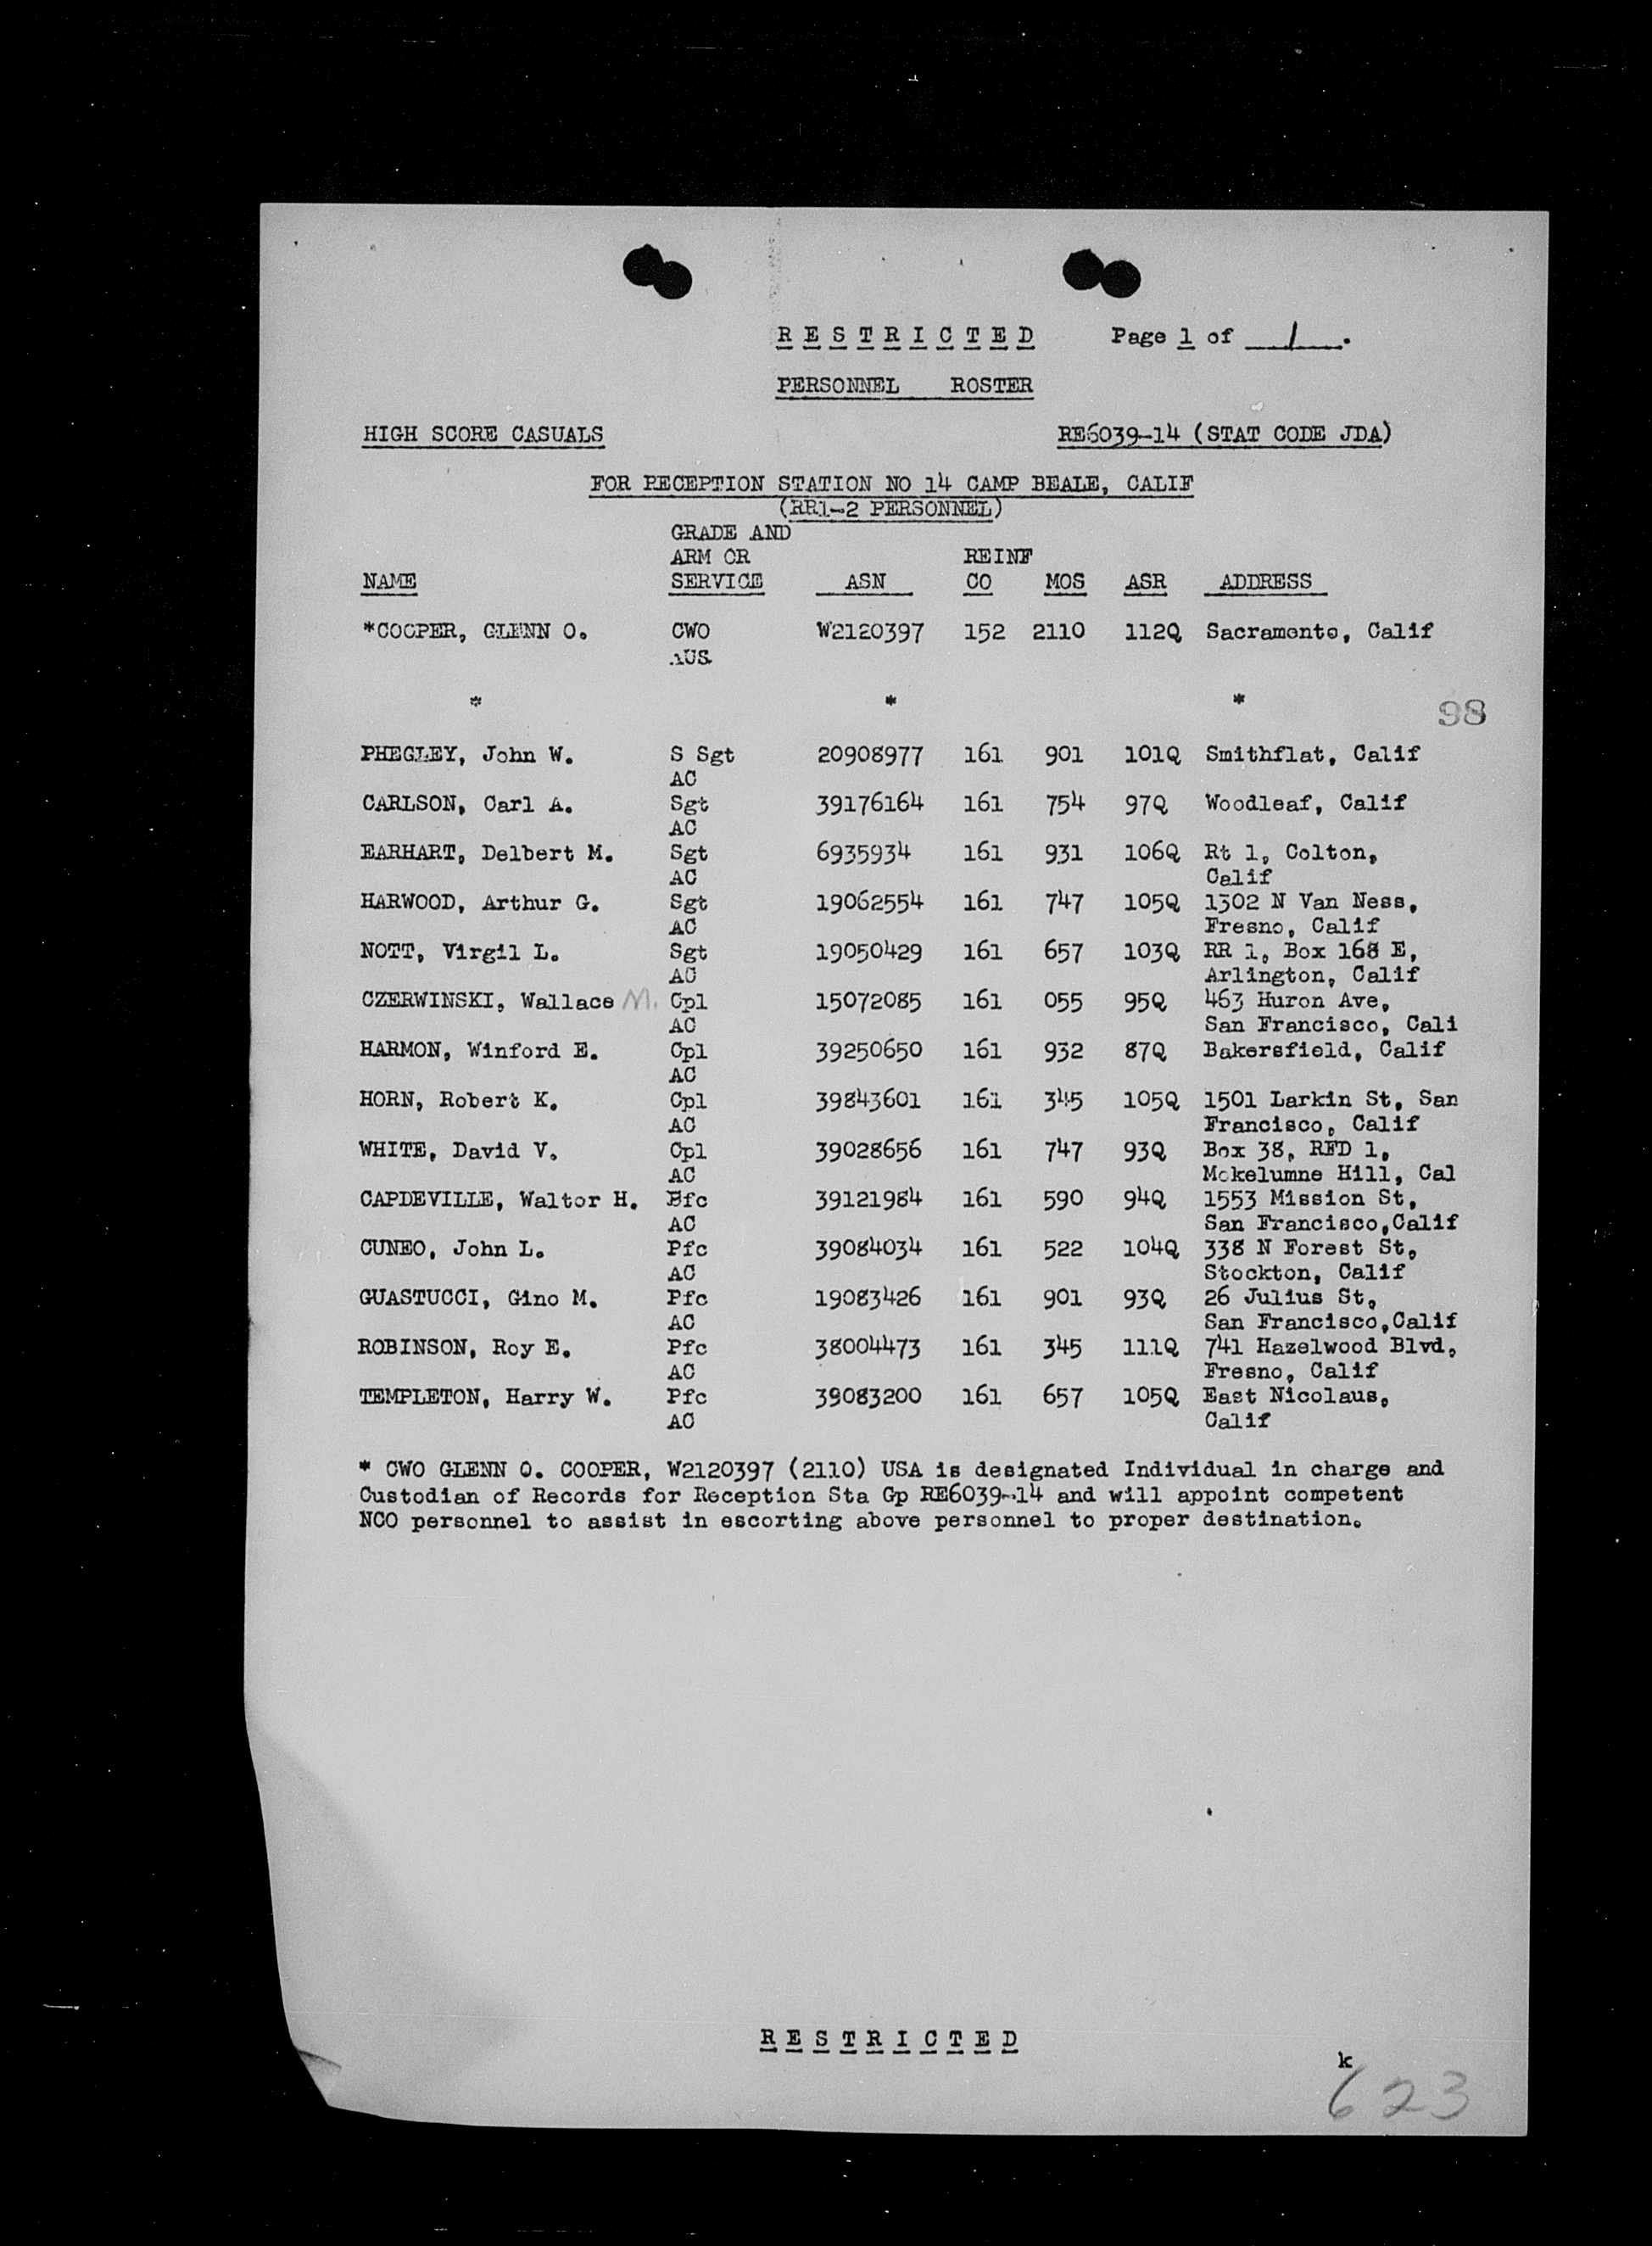 R E S T R I C T E D Page 1 of 1.
PERSONNEL ROSTER
HIGH SCORE CASUALS RE6039-14 (STAT CODE JDA)
FOR RECEPTION STATION NO 14 CAMP BEALE, CALIF
(RR1-2 PERSONNEL)
GRADE AND
ARM OR REINF
NAME SERVICE ASN CO MOS ASR ADDRESS
*COOPER, GLENN O. CWO W2120397 152 2110 112Q Sacramento, Calif
AUS
* * *
98
PHEGLEY, John W. S Sgt 20908977 161 901 101Q Smithflat, Calif
AC
CARLSON, Carl A. Sgt 39176164 161 754 97Q Woodleaf, Calif
AC
EARHART, Delbert M. Sgt 6935934 161 931 106Q Rt 1, Colton,
AC Calif
HARWOOD, Arthur G. Sgt 19062554 161 747 105Q 1302 N Van Ness,
AC Fresno, Calif
NOTT, Virgil L. Sgt 19050429 161 657 103Q RR 1, Box 168 E,
AC Arlington, Calif
CZERWINSKI, Wallace M. Cpl 15072085 161 055 95Q 463 Huron Ave,
AC San Francisco, Cali
HARMON, Winford E. Cpl 39250650 161 932 87Q Bakersfield, Calif
AC
HORN, Robert K. Cpl 39843601 161 345 105Q 1501 Larkin St, San
AC Francisco, Calif
WHITE, David V. Cpl 39028656 161 747 93Q Box 38, RFD 1,
AC Mokelumne Hill, Cal
CAPDEVILLE, Walter H. Pfc 39121984 161 590 94Q 1553 Mission St,
AC San Francisco,Calif
CUNEO, John L. Pfc 39084034 161 522 104Q 338 N Forest St,
AC Stockton, Calif
GUASTUCCI, Gino M. Pfc 19083426 161 901 93Q 26 Julius St,
AC San Francisco,Calif
ROBINSON, Roy E. Pfc 38004473 161 345 111Q 741 Hazelwood Blvd,
AC Fresno, Calif
TEMPLETON, Harry W. Pfc 39083200 161 657 105Q East Nicolaus,
AC Calif
* CWO GLENN O. COOPER, W2120397 (2110) USA is designated Individual in charge and
Custodian of Records for Reception Sta Gp RE6039-14 and will appoint competent
NCO personnel to assist in escorting above personnel to proper destination.
R E S T R I C T E D
k
623